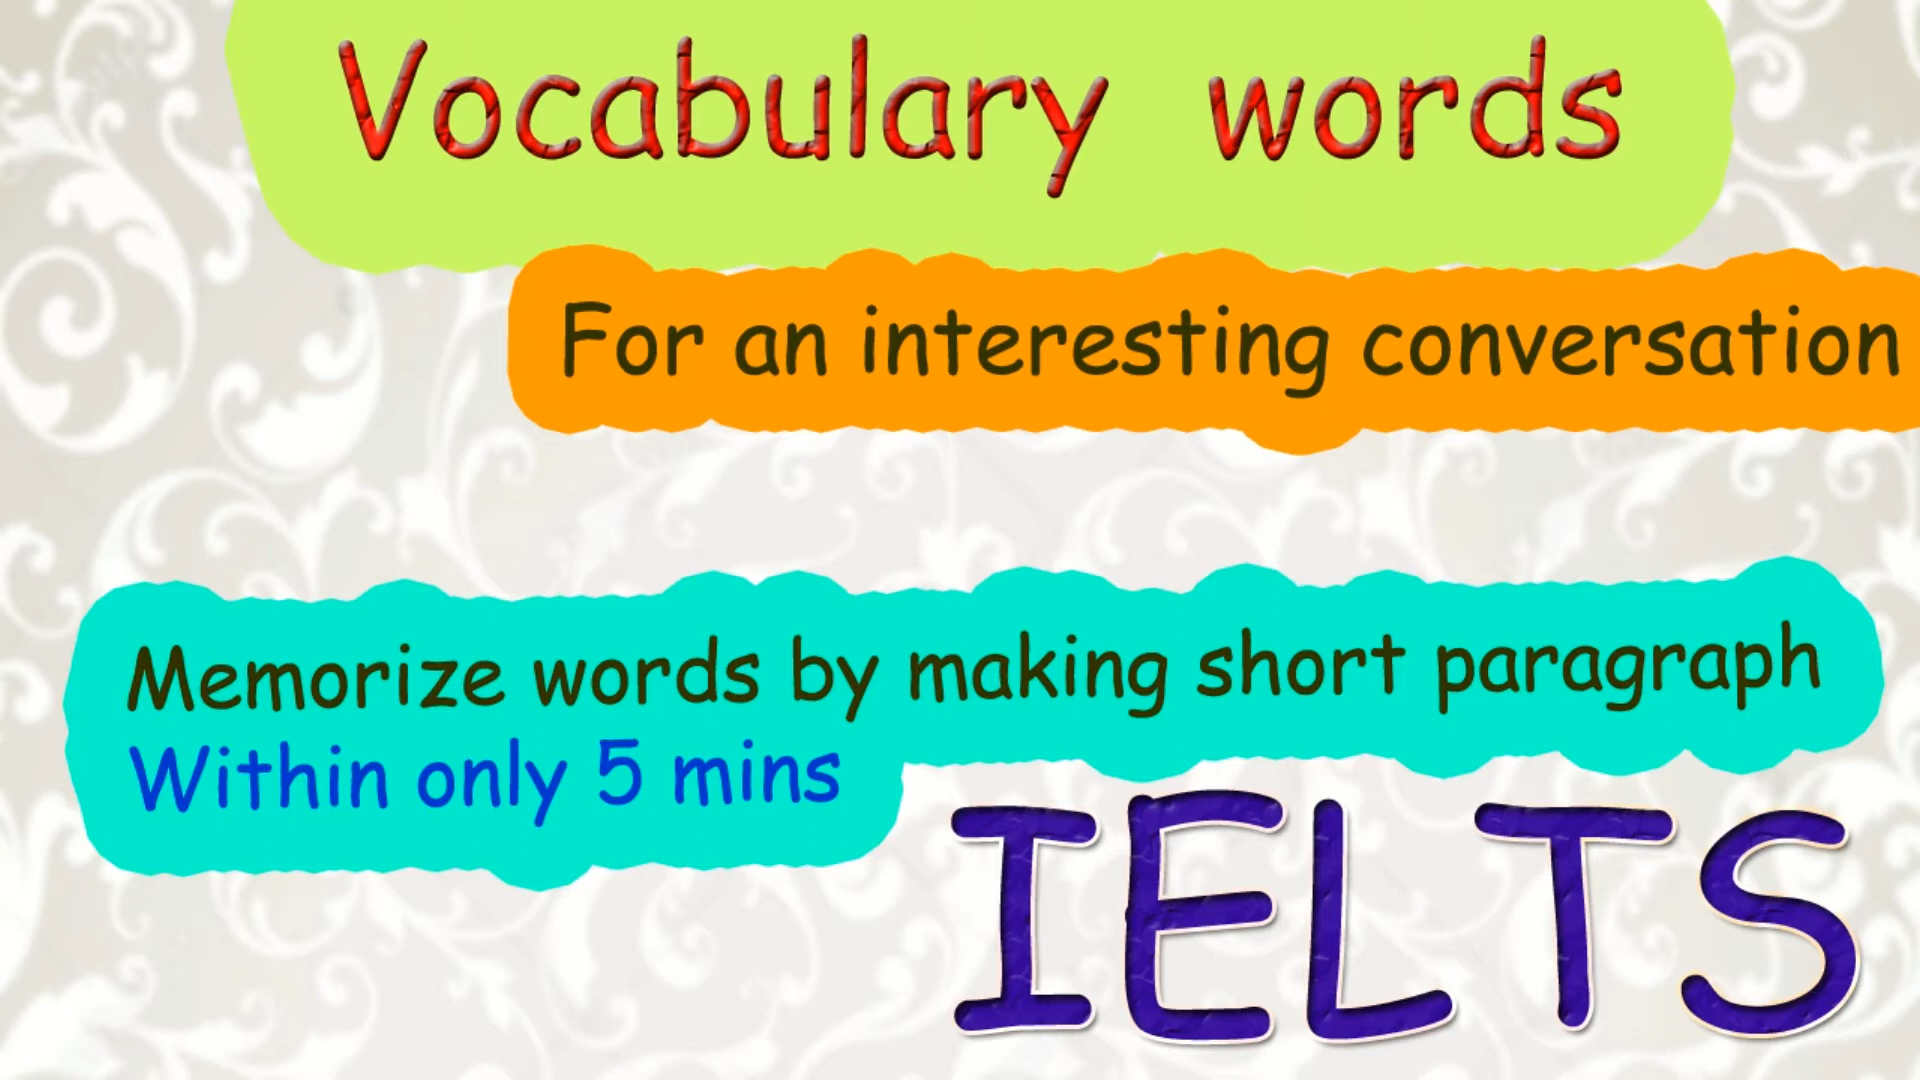 Vocabulary words
For an interesting conversation
Memorize words by making short paragraph
Within only 5 mins
IELTS